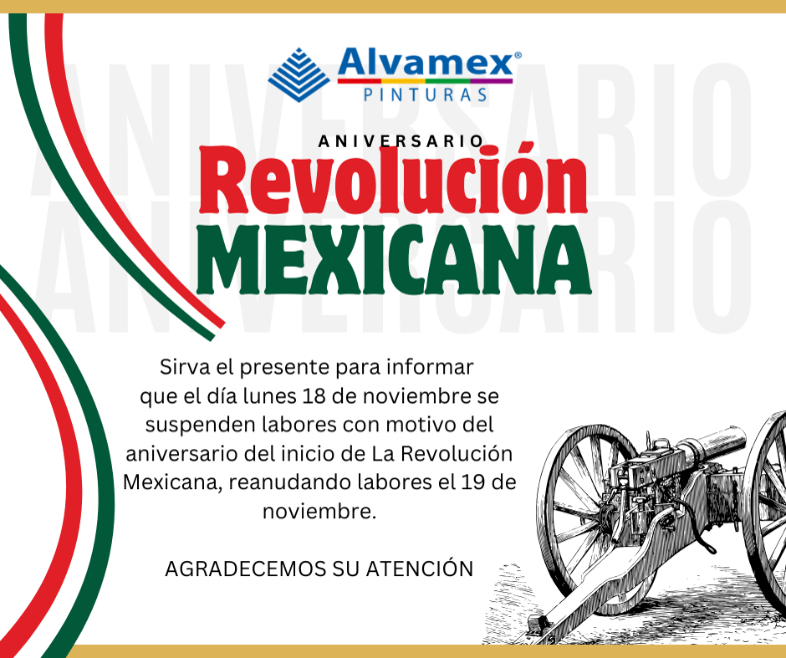 Alvamex®
PINTURAS
ANIVERSARIO
ANIVERSARIO
Revolución
MEXICANA
ANIVERSARIO
Sirva el presente para informar
que el día lunes 18 de noviembre se
suspenden labores con motivo del
aniversario del inicio de La Revolución
Mexicana, reanudando labores el 19 de
noviembre.
AGRADECEMOS SU ATENCIÓN